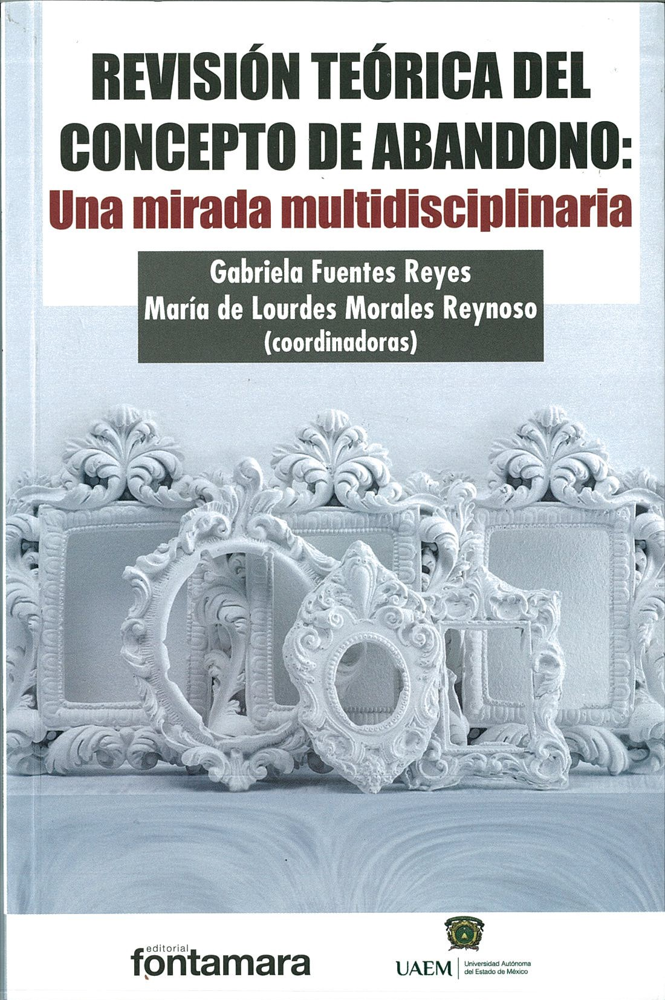 REVISIÓN TEÓRICA DEL
CONCEPTO DE ABANDONO:
Una mirada multidisciplinaria
Gabriela Fuentes Reyes
María de Lourdes Morales Reynoso
(coordinadoras)
editorial
fontamara
UAEM
Universidad Autónoma
del Estado de México